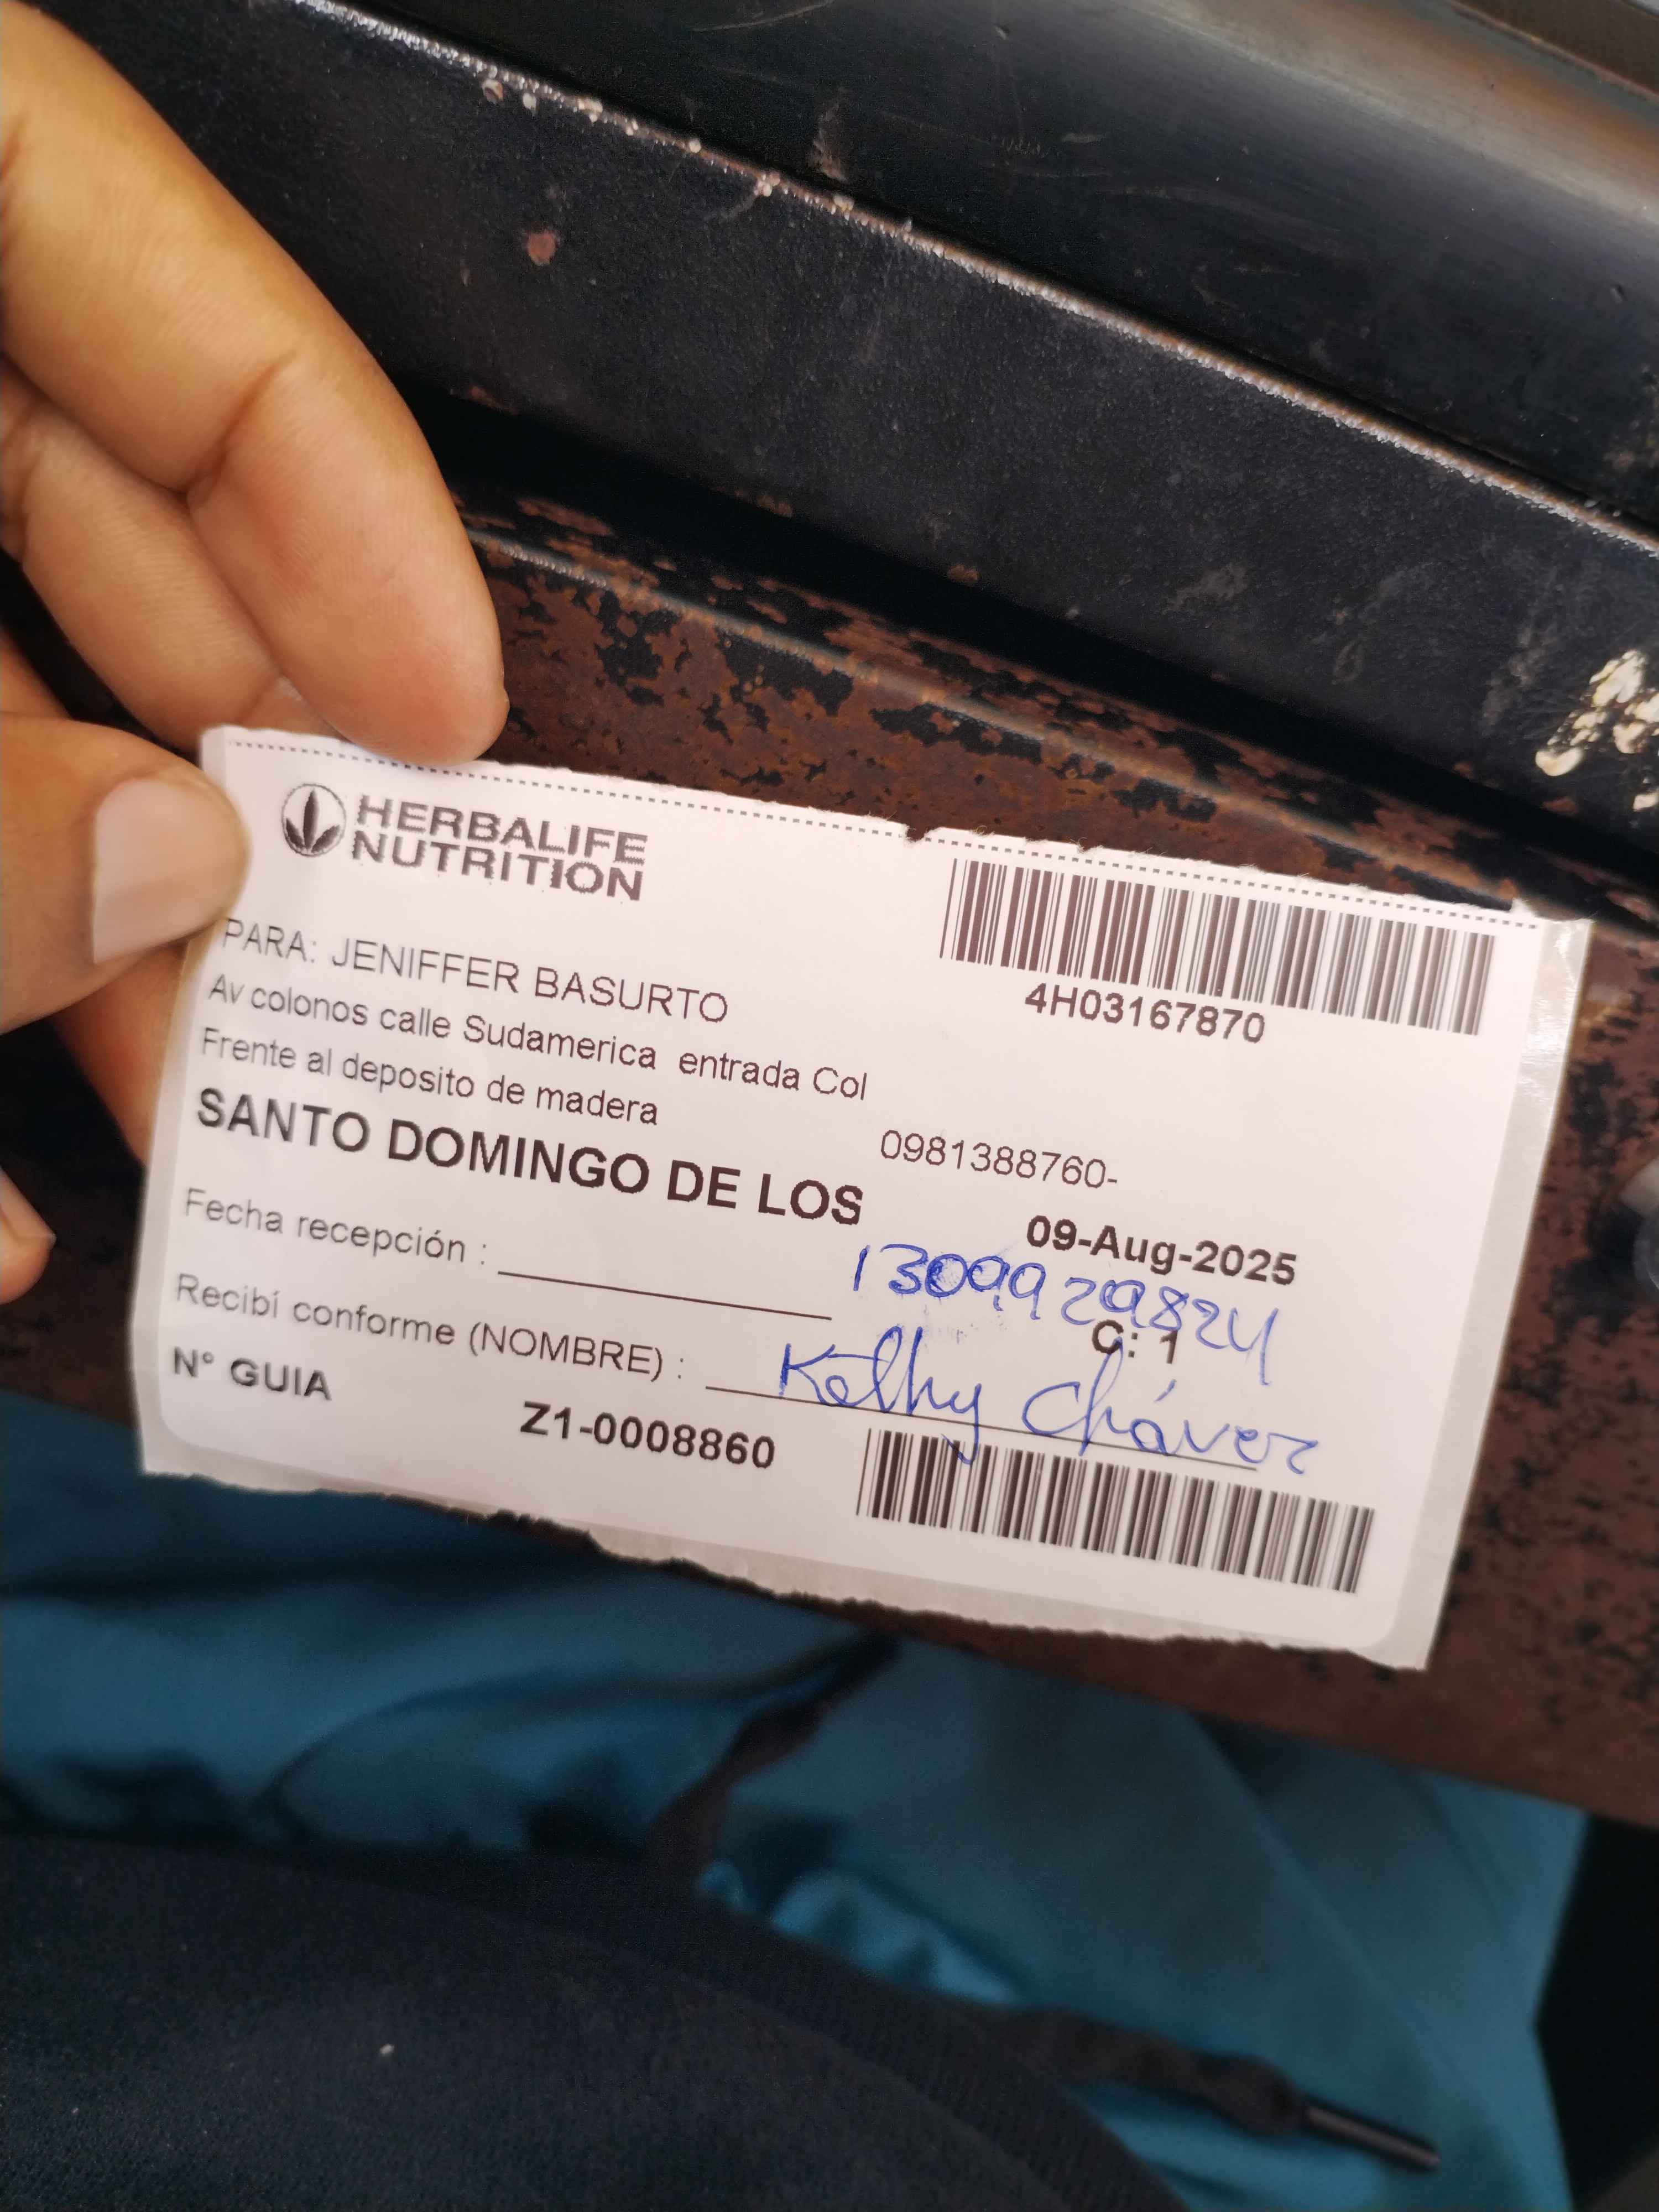 HERBALIFE
NUTRITION
4H03167870
PARA: JENIFFER BASURTO
Av colonos calle Sudamerica entrada Col
Frente al deposito de madera
0981388760-
SANTO DOMINGO DE LOS
09-Aug-2025
Fecha recepción :
1309929824
C: 1
Recibí conforme (NOMBRE) : Kelhy Chávez
N° GUIA
Z1-0008860